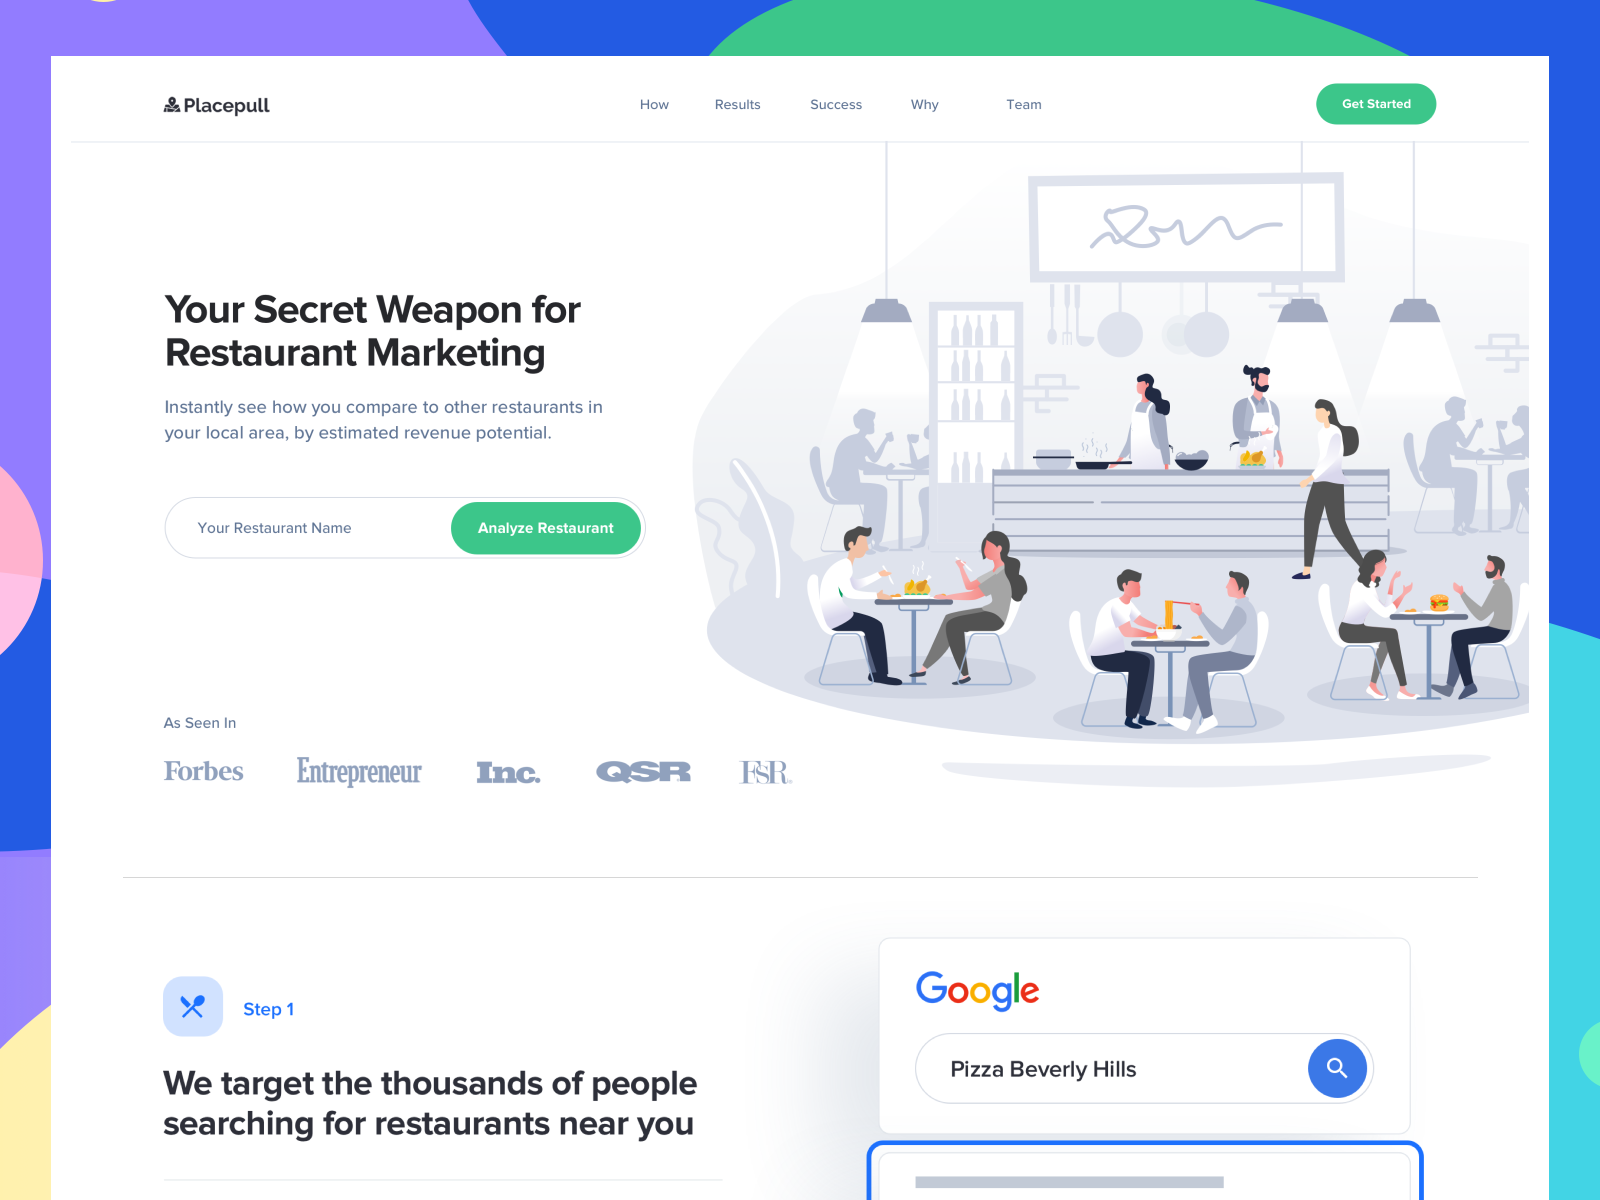 Placepull
How
Results
Success
Why
Team
Get Started
Your Secret Weapon for
Restaurant Marketing
Instantly see how you compare to other restaurants in
your local area, by estimated revenue potential.
Your Restaurant Name
Analyze Restaurant
As Seen In
Forbes
Entrepreneur
Inc.
QSR
FSR
Step 1
We target the thousands of people
searching for restaurants near you
Google
Pizza Beverly Hills